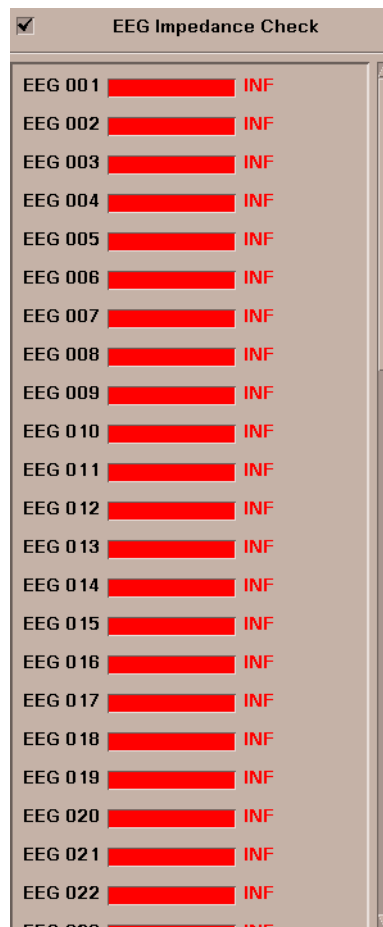 EEG Impedance Check
EEG 001 INF
EEG 002 INF
EEG 003 INF
EEG 004 INF
EEG 005 INF
EEG 006 INF
EEG 007 INF
EEG 008 INF
EEG 009 INF
EEG 010 INF
EEG 011 INF
EEG 012 INF
EEG 013 INF
EEG 014 INF
EEG 015 INF
EEG 016 INF
EEG 017 INF
EEG 018 INF
EEG 019 INF
EEG 020 INF
EEG 021 INF
EEG 022 INF